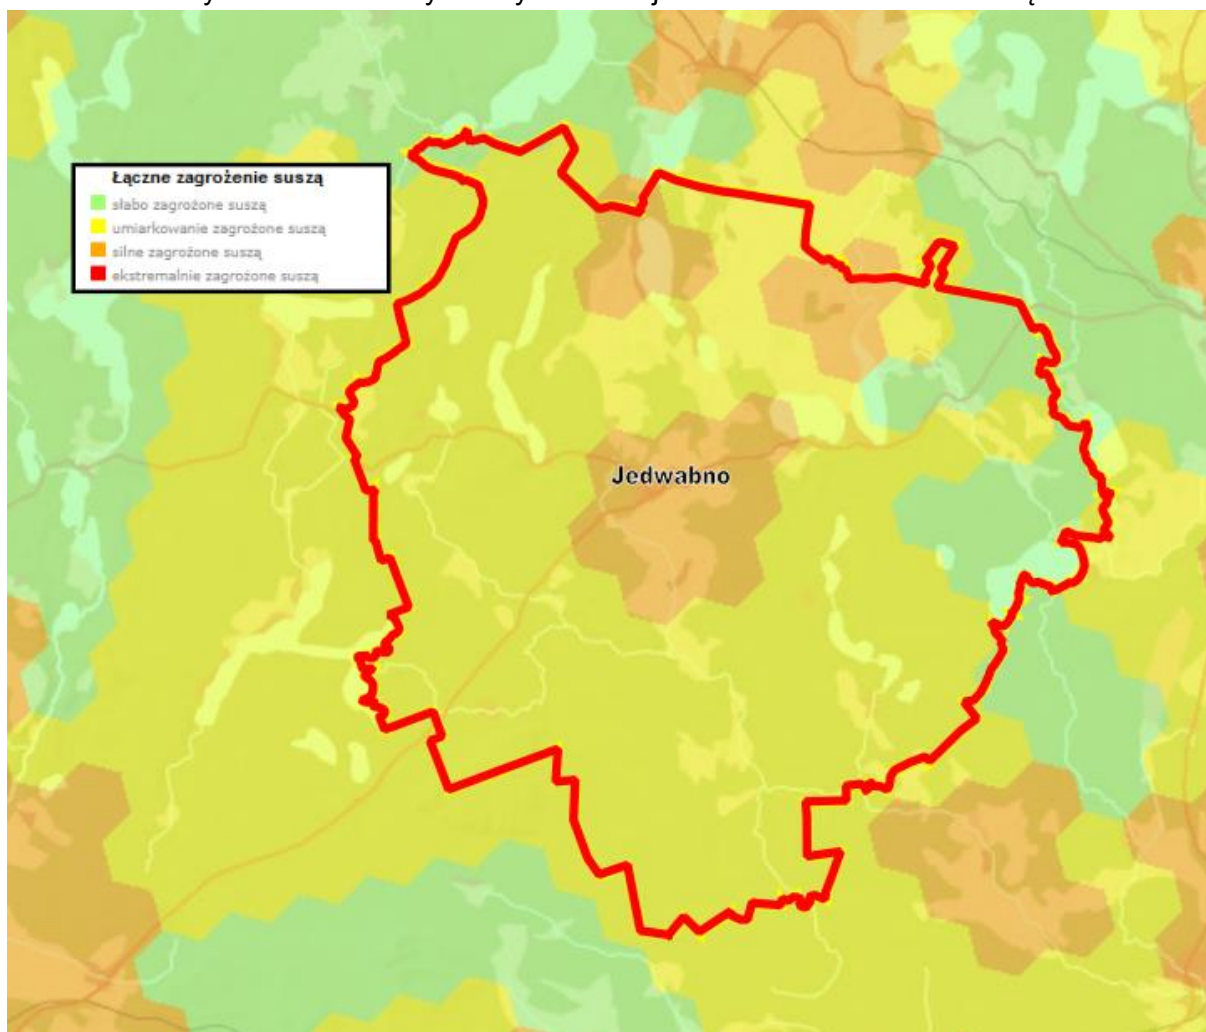 Łączne zagrożenie suszą
słabo zagrożone suszą
umiarkowanie zagrożone suszą
silne zagrożone suszą
ekstremalnie zagrożone suszą
Jedwabno